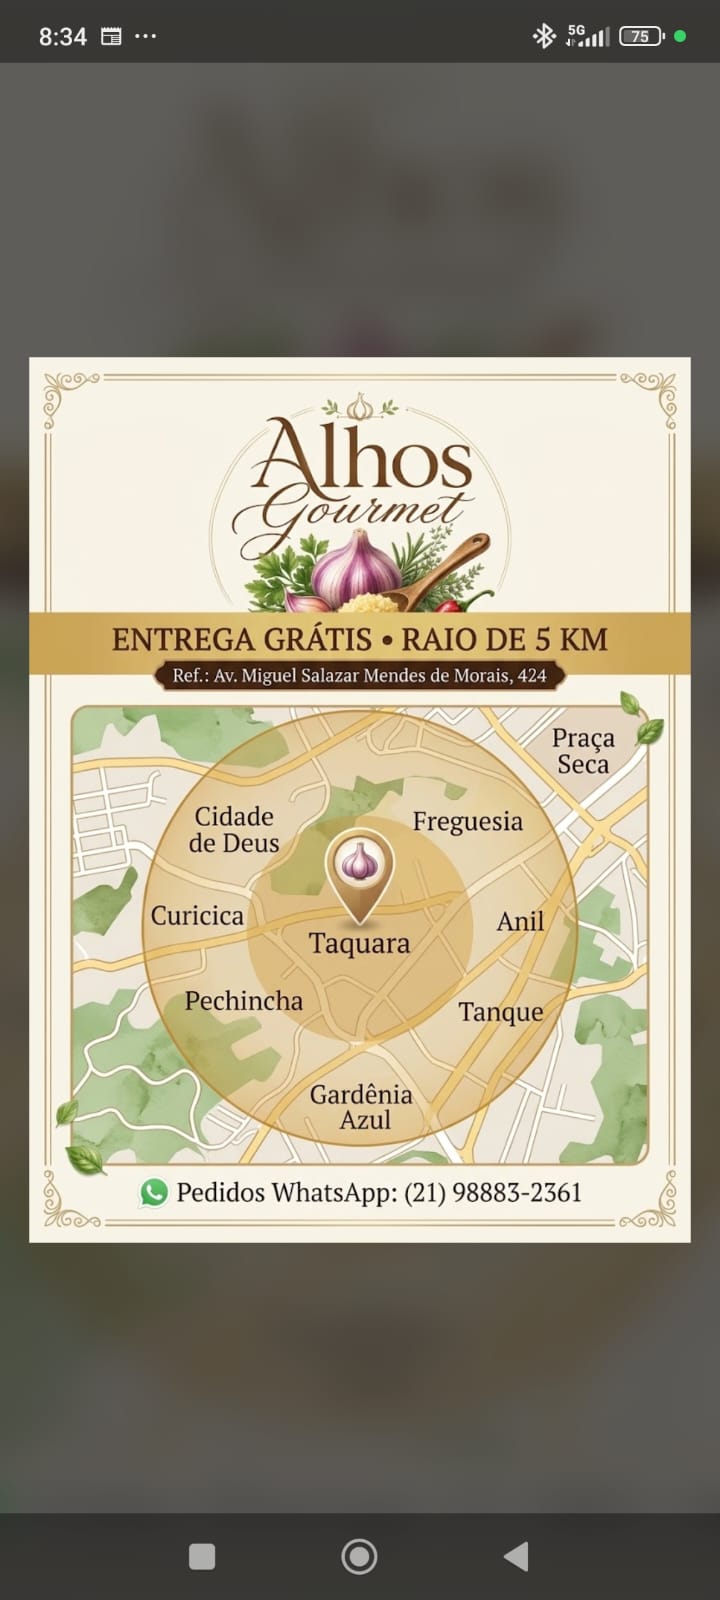 8:34
5G
75
Alhos
Gourmet
ENTREGA GRÁTIS • RAIO DE 5 KM
Ref.: Av. Miguel Salazar Mendes de Morais, 424
Praça
Seca
Cidade
de Deus
Freguesia
Curicica
Anil
Taquara
Pechincha
Tanque
Gardênia
Azul
Pedidos WhatsApp: (21) 98883-2361